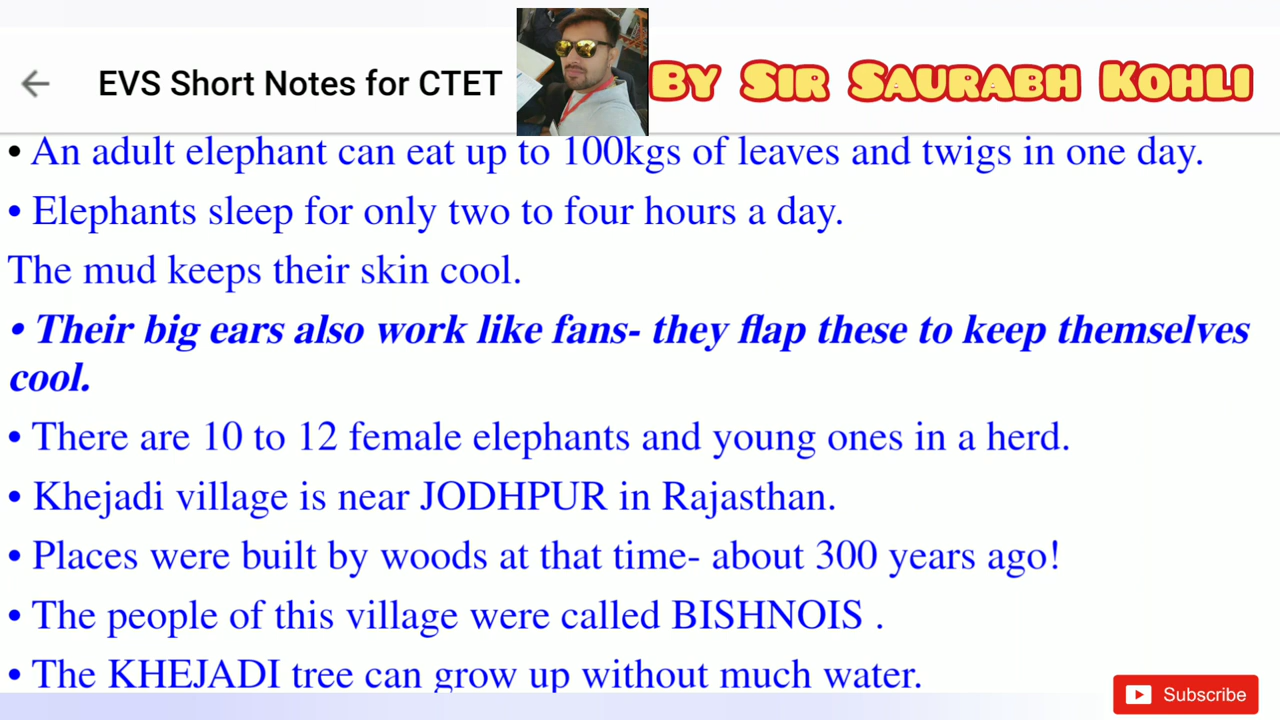 EVS Short Notes for CTET
By Sir Saurabh Kohli
• An adult elephant can eat up to 100kgs of leaves and twigs in one day.
• Elephants sleep for only two to four hours a day.
The mud keeps their skin cool.
• Their big ears also work like fans- they flap these to keep themselves
cool.
• There are 10 to 12 female elephants and young ones in a herd.
• Khejadi village is near JODHPUR in Rajasthan.
• Places were built by woods at that time- about 300 years ago!
• The people of this village were called BISHNOIS .
• The KHEJADI tree can grow up without much water.
Subscribe